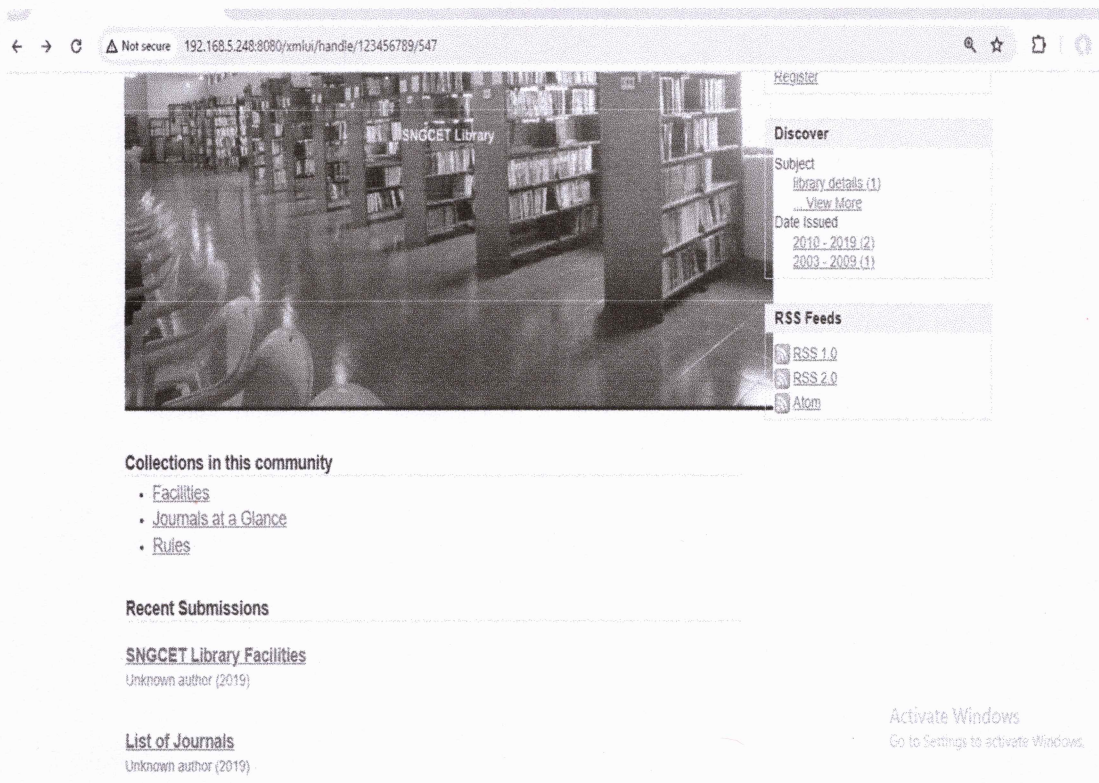 Not secure 192.168.5.248:8080/xmlui/handle/123456789/547
Register
SNGCET Library
Discover
Subject
library details (1)
... View More
Date Issued
2010 - 2019 (2)
2003 - 2009 (1)
RSS Feeds
RSS 1.0
RSS 2.0
Atom
Collections in this community
• Facilities
• Journals at a Glance
• Rules
Recent Submissions
SNGCET Library Facilities
Unknown author (2019)
List of Journals
Unknown author (2019)
Activate Windows
Go to Settings to activate Windows.